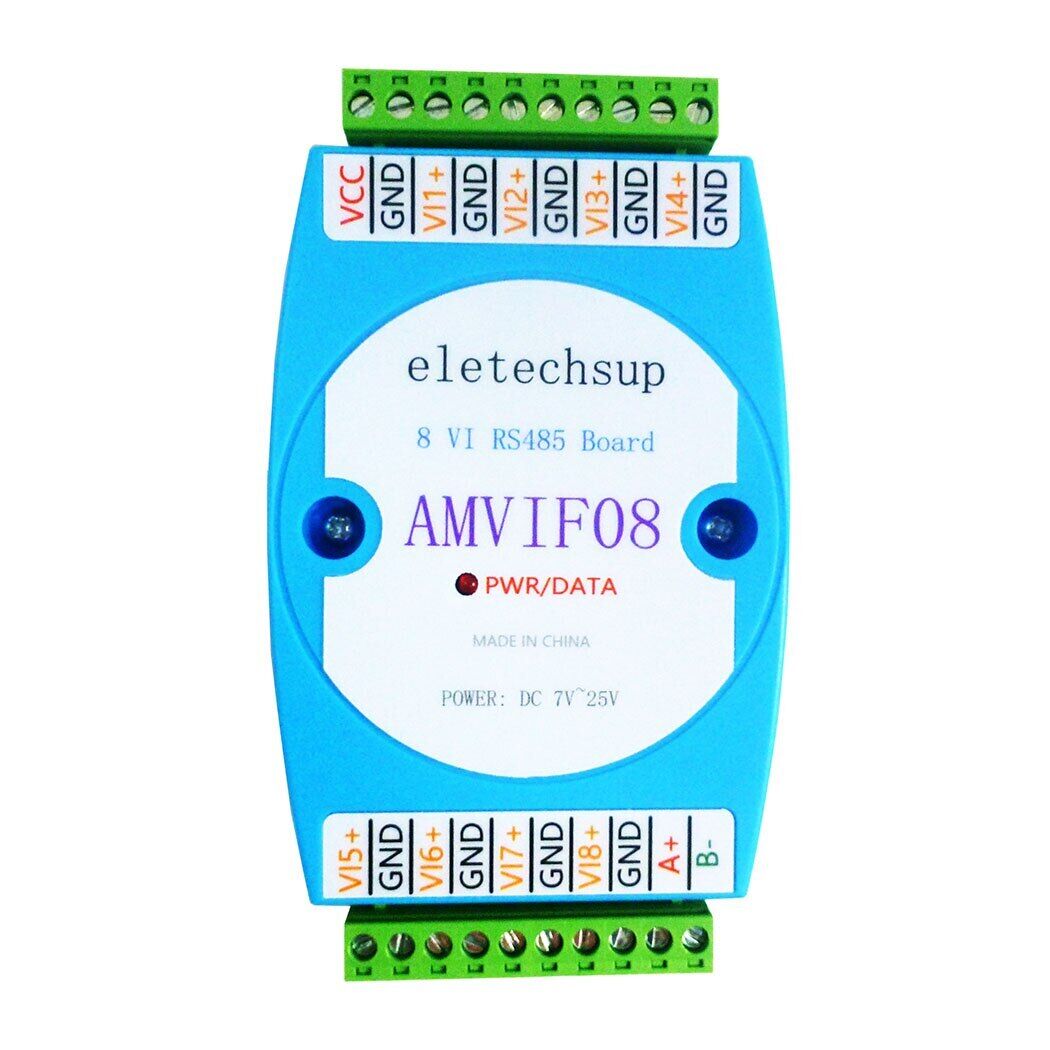 VCC GND VI1+ GND VI2+ GND VI3+ GND VI4+ GND
eletechsup
8 VI RS485 Board
AMVIF08
PWR/DATA
MADE IN CHINA
POWER: DC 7V~25V
VI5+ GND VI6+ GND VI7+ GND VI8+ GND A+ B-